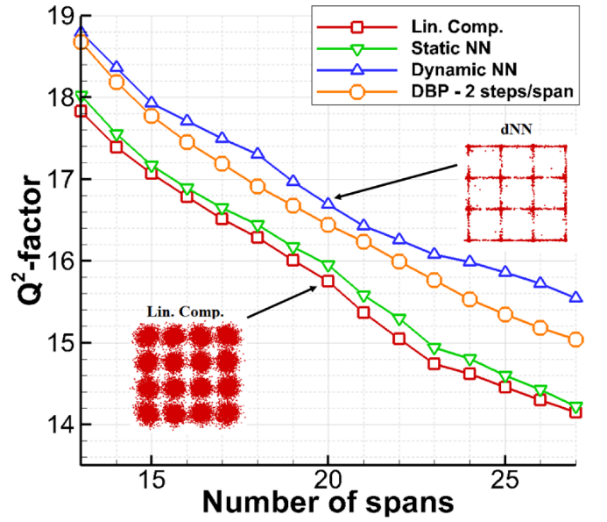 19
18
17
16
15
14
Q²-factor
15
20
25
Number of spans
Lin. Comp.
Static NN
Dynamic NN
DBP - 2 steps/span
dNN
Lin. Comp.